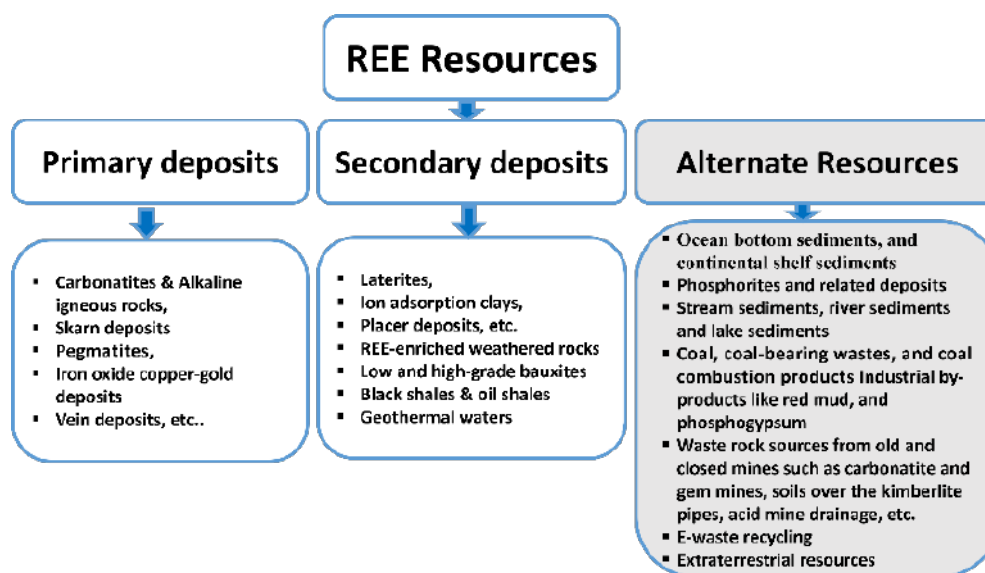 REE Resources
Primary deposits
▪ Carbonatites & Alkaline
igneous rocks,
▪ Skarn deposits
▪ Pegmatites,
▪ Iron oxide copper-gold
deposits
▪ Vein deposits, etc..
Secondary deposits
▪ Laterites,
▪ Ion adsorption clays,
▪ Placer deposits, etc.
▪ REE-enriched weathered rocks
▪ Low and high-grade bauxites
▪ Black shales & oil shales
▪ Geothermal waters
Alternate Resources
▪ Ocean bottom sediments, and
continental shelf sediments
▪ Phosphorites and related deposits
▪ Stream sediments, river sediments
and lake sediments
▪ Coal, coal-bearing wastes, and coal
combustion products Industrial by-
products like red mud, and
phosphogypsum
▪ Waste rock sources from old and
closed mines such as carbonatite and
gem mines, soils over the kimberlite
pipes, acid mine drainage, etc.
▪ E-waste recycling
▪ Extraterrestrial resources